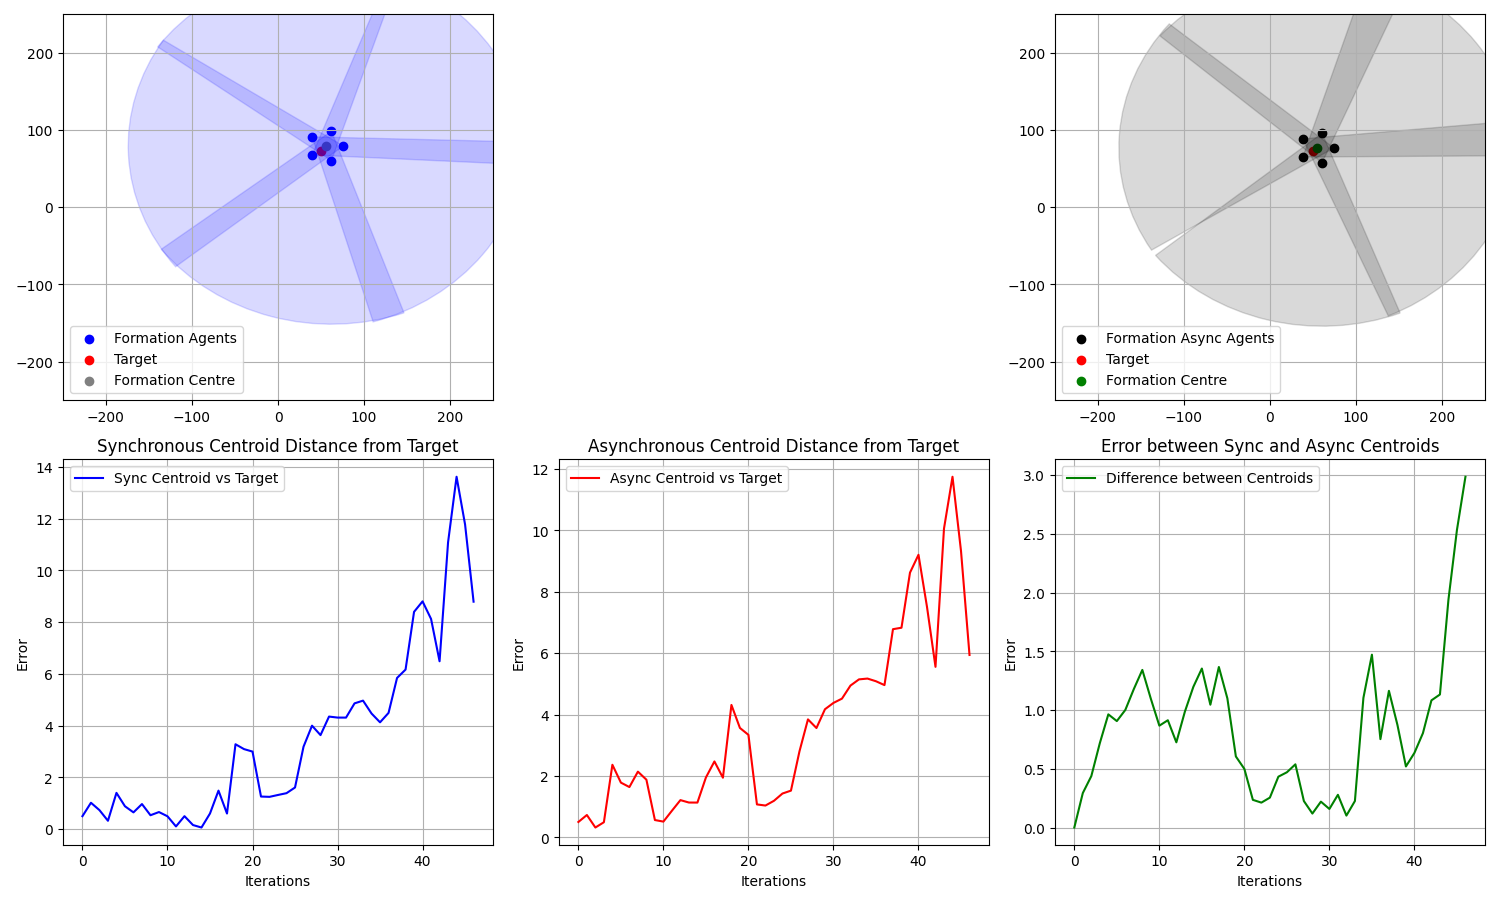 200
100
0
−100
−200
Formation Agents
Target
Formation Centre
−200 −100 0 100 200
200
100
0
−100
−200
Formation Async Agents
Target
Formation Centre
−200 −100 0 100 200
Synchronous Centroid Distance from Target
14
12
10
8
6
4
2
0
Error
Sync Centroid vs Target
0 10 20 30 40
Iterations
Asynchronous Centroid Distance from Target
12
10
8
6
4
2
0
Error
Async Centroid vs Target
0 10 20 30 40
Iterations
Error between Sync and Async Centroids
3.0
2.5
2.0
1.5
1.0
0.5
0.0
Error
Difference between Centroids
0 10 20 30 40
Iterations